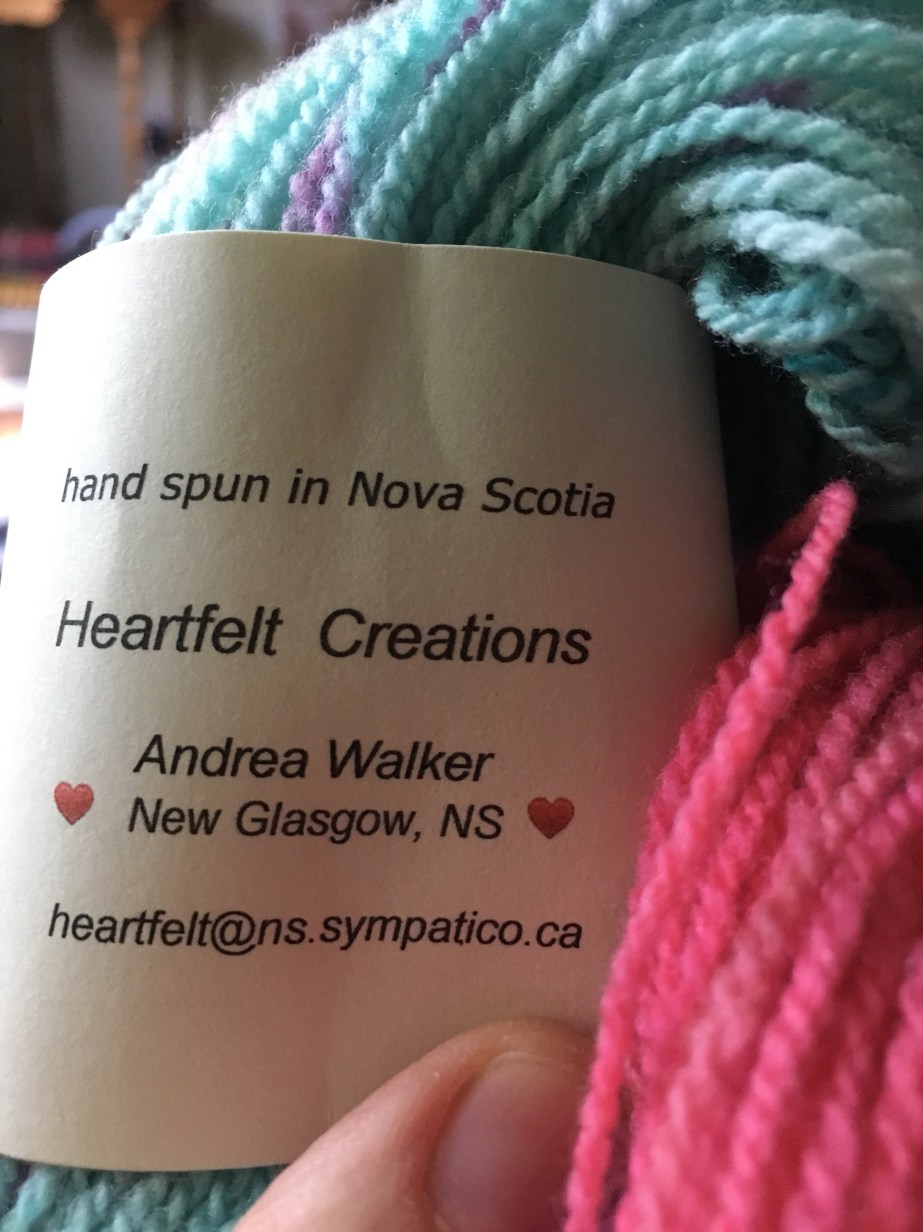 hand spun in Nova Scotia
Heartfelt Creations
Andrea Walker
New Glasgow, NS
heartfelt@ns.sympatico.ca